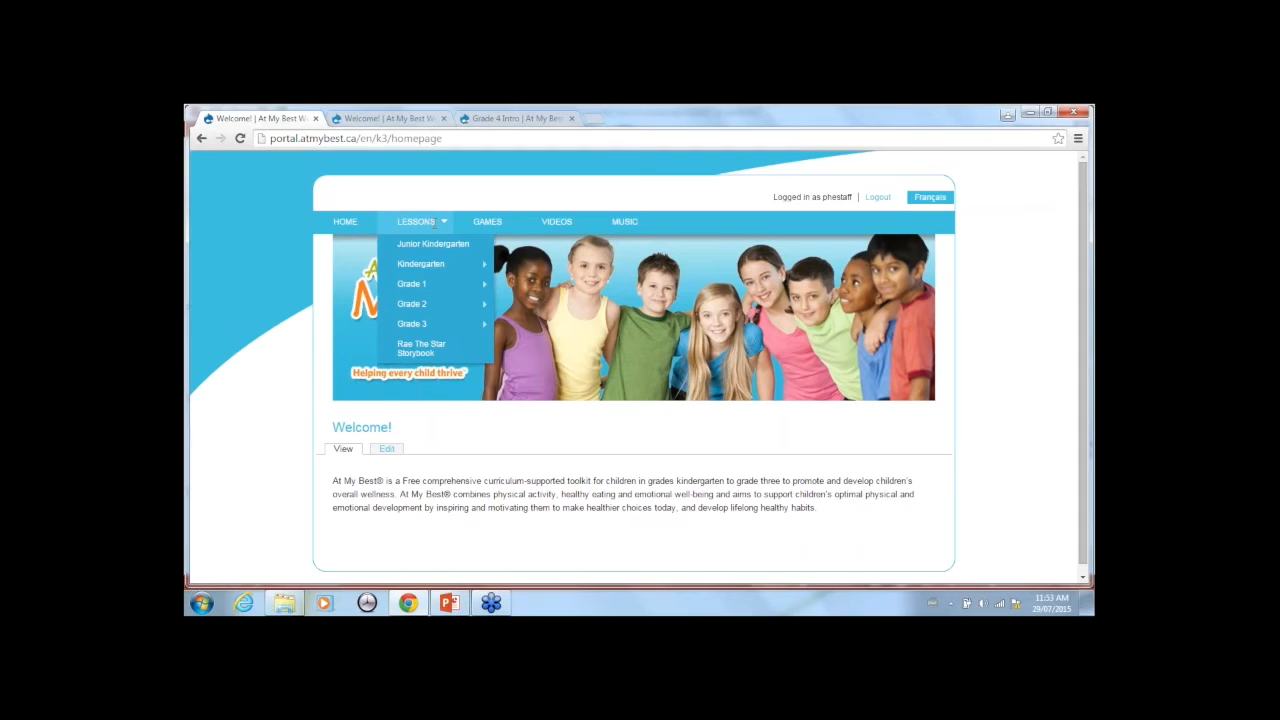 Welcome! | At My Best W
Welcome! | At My Best W
Grade 4 Intro | At My Bes
portal.atmybest.ca/en/k3/homepage
Logged in as phestaff | Logout Français
HOME LESSONS GAMES VIDEOS MUSIC
Junior Kindergarten
Kindergarten
Grade 1
Grade 2
Grade 3
Rae The Star
Storybook
Helping every child thrive™
Welcome!
View Edit
At My Best® is a Free comprehensive curriculum-supported toolkit for children in grades kindergarten to grade three to promote and develop children's
overall wellness. At My Best® combines physical activity, healthy eating and emotional well-being and aims to support children's optimal physical and
emotional development by inspiring and motivating them to make healthier choices today, and develop lifelong healthy habits.
11:53 AM
29/07/2015